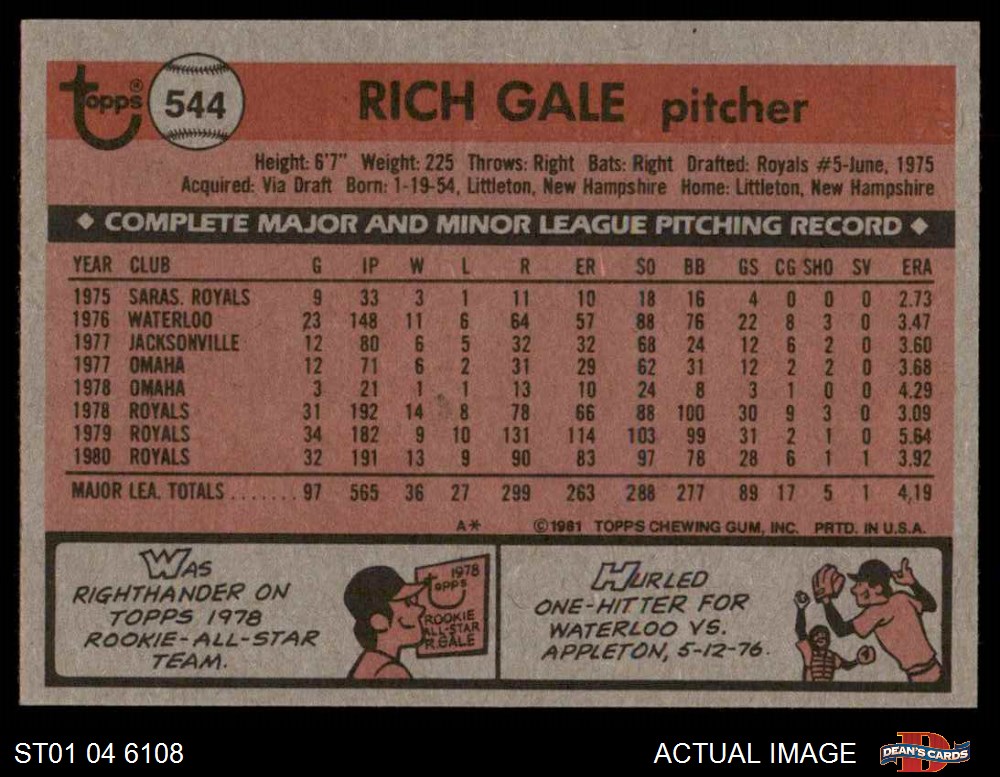 topps ® 544 RICH GALE pitcher
Height: 6'7" Weight: 225 Throws: Right Bats: Right Drafted: Royals #5-June, 1975
Acquired: Via Draft Born: 1-19-54, Littleton, New Hampshire Home: Littleton, New Hampshire
◆ COMPLETE MAJOR AND MINOR LEAGUE PITCHING RECORD ◆
YEAR CLUB G IP W L R ER SO BB GS CG SHO SV ERA
1975 SARAS. ROYALS 9 33 3 1 11 10 18 16 4 0 0 0 2.73
1976 WATERLOO 23 148 11 6 64 57 88 76 22 8 3 0 3.47
1977 JACKSONVILLE 12 80 6 5 32 32 68 24 12 6 2 0 3.60
1977 OMAHA 12 71 6 2 31 29 62 31 12 2 2 0 3.68
1978 OMAHA 3 21 1 1 13 10 24 8 3 1 0 0 4.29
1978 ROYALS 31 192 14 8 78 66 88 100 30 9 3 0 3.09
1979 ROYALS 34 182 9 10 131 114 103 99 31 2 1 0 5.64
1980 ROYALS 32 191 13 9 90 83 97 78 28 6 1 1 3.92
MAJOR LEA. TOTALS ....... 97 565 36 27 299 263 288 277 89 17 5 1 4.19
A* ©1981 TOPPS CHEWING GUM, INC. PRTD. IN U.S.A.
WAS
RIGHTHANDER ON
TOPPS 1978
ROOKIE-ALL-STAR
TEAM.
1978
topps
ROOKIE
ALL-STAR
R.GALE
HURLED
ONE-HITTER FOR
WATERLOO VS.
APPLETON, 5-12-76.
ST01 04 6108
ACTUAL IMAGE
D
DEAN'S CARDS